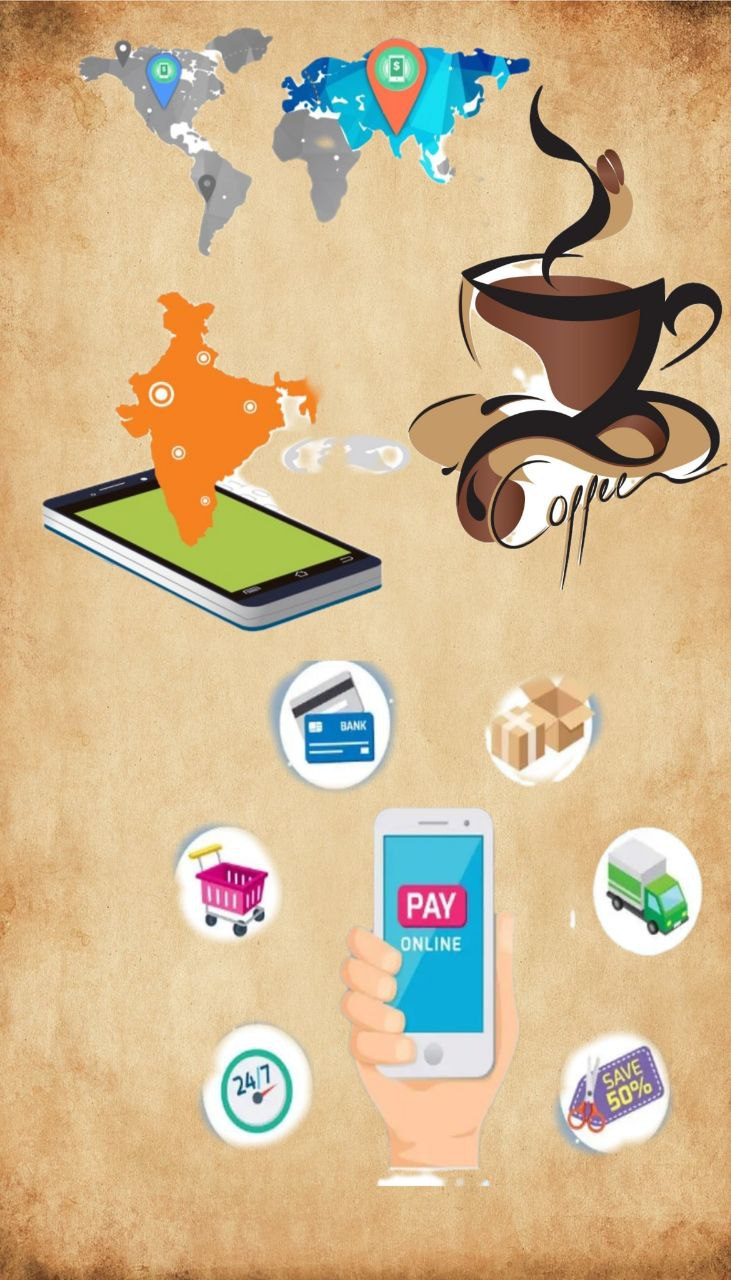 $
$
Coffee
BANK
PAY
ONLINE
24/7
SAVE
50%